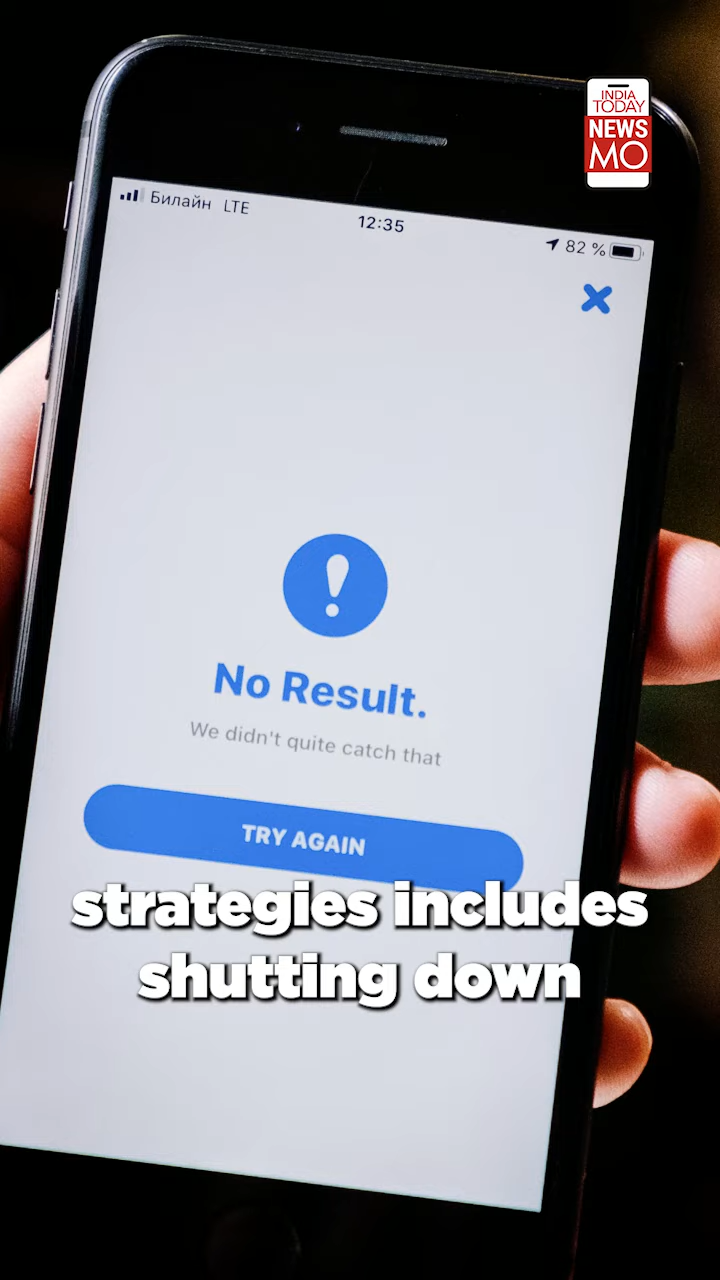 INDIA
TODAY
NEWS
MO
Билайн LTE 12:35 82 %
No Result.
We didn't quite catch that
TRY AGAIN
strategies includes
shutting down